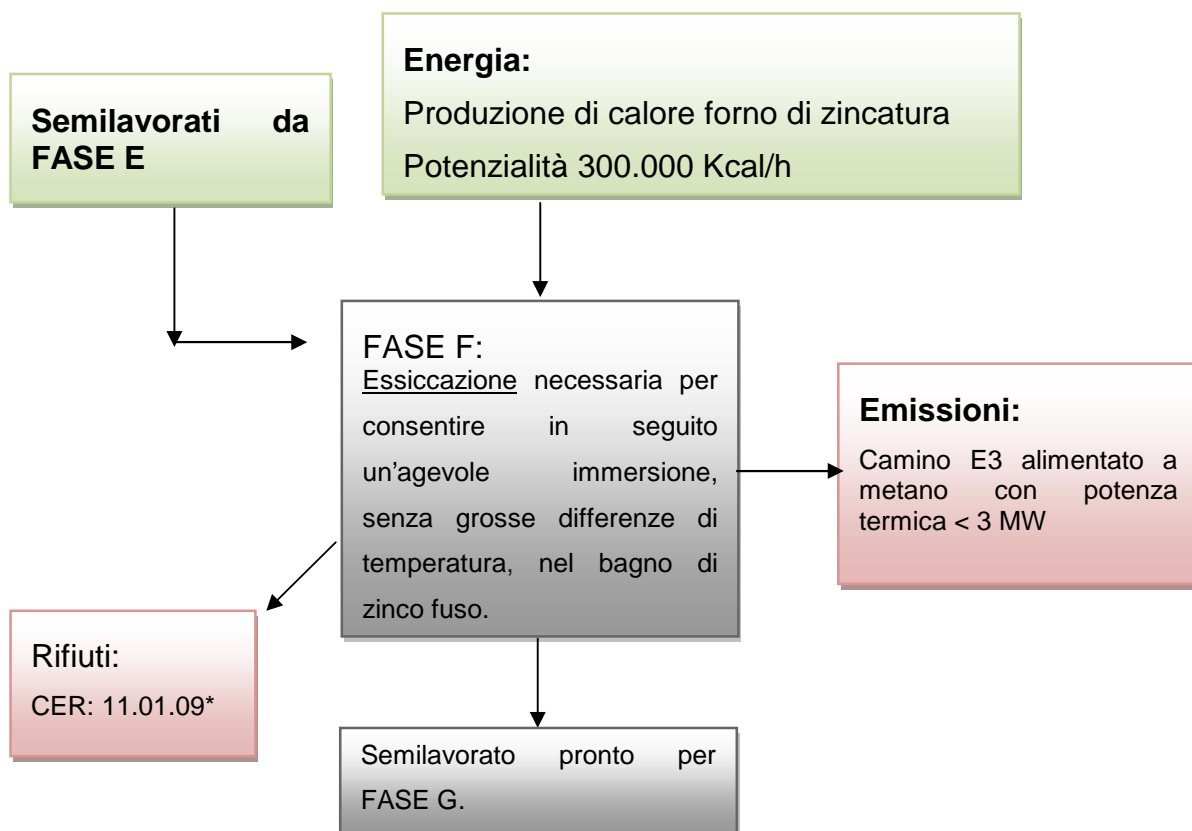 Semilavorati da
FASE E
Energia:
Produzione di calore forno di zincatura
Potenzialità 300.000 Kcal/h
FASE F:
Essiccazione necessaria per
consentire in seguito
un’agevole immersione,
senza grosse differenze di
temperatura, nel bagno di
zinco fuso.
Emissioni:
Camino E3 alimentato a
metano con potenza
termica < 3 MW
Rifiuti:
CER: 11.01.09*
Semilavorato pronto per
FASE G.